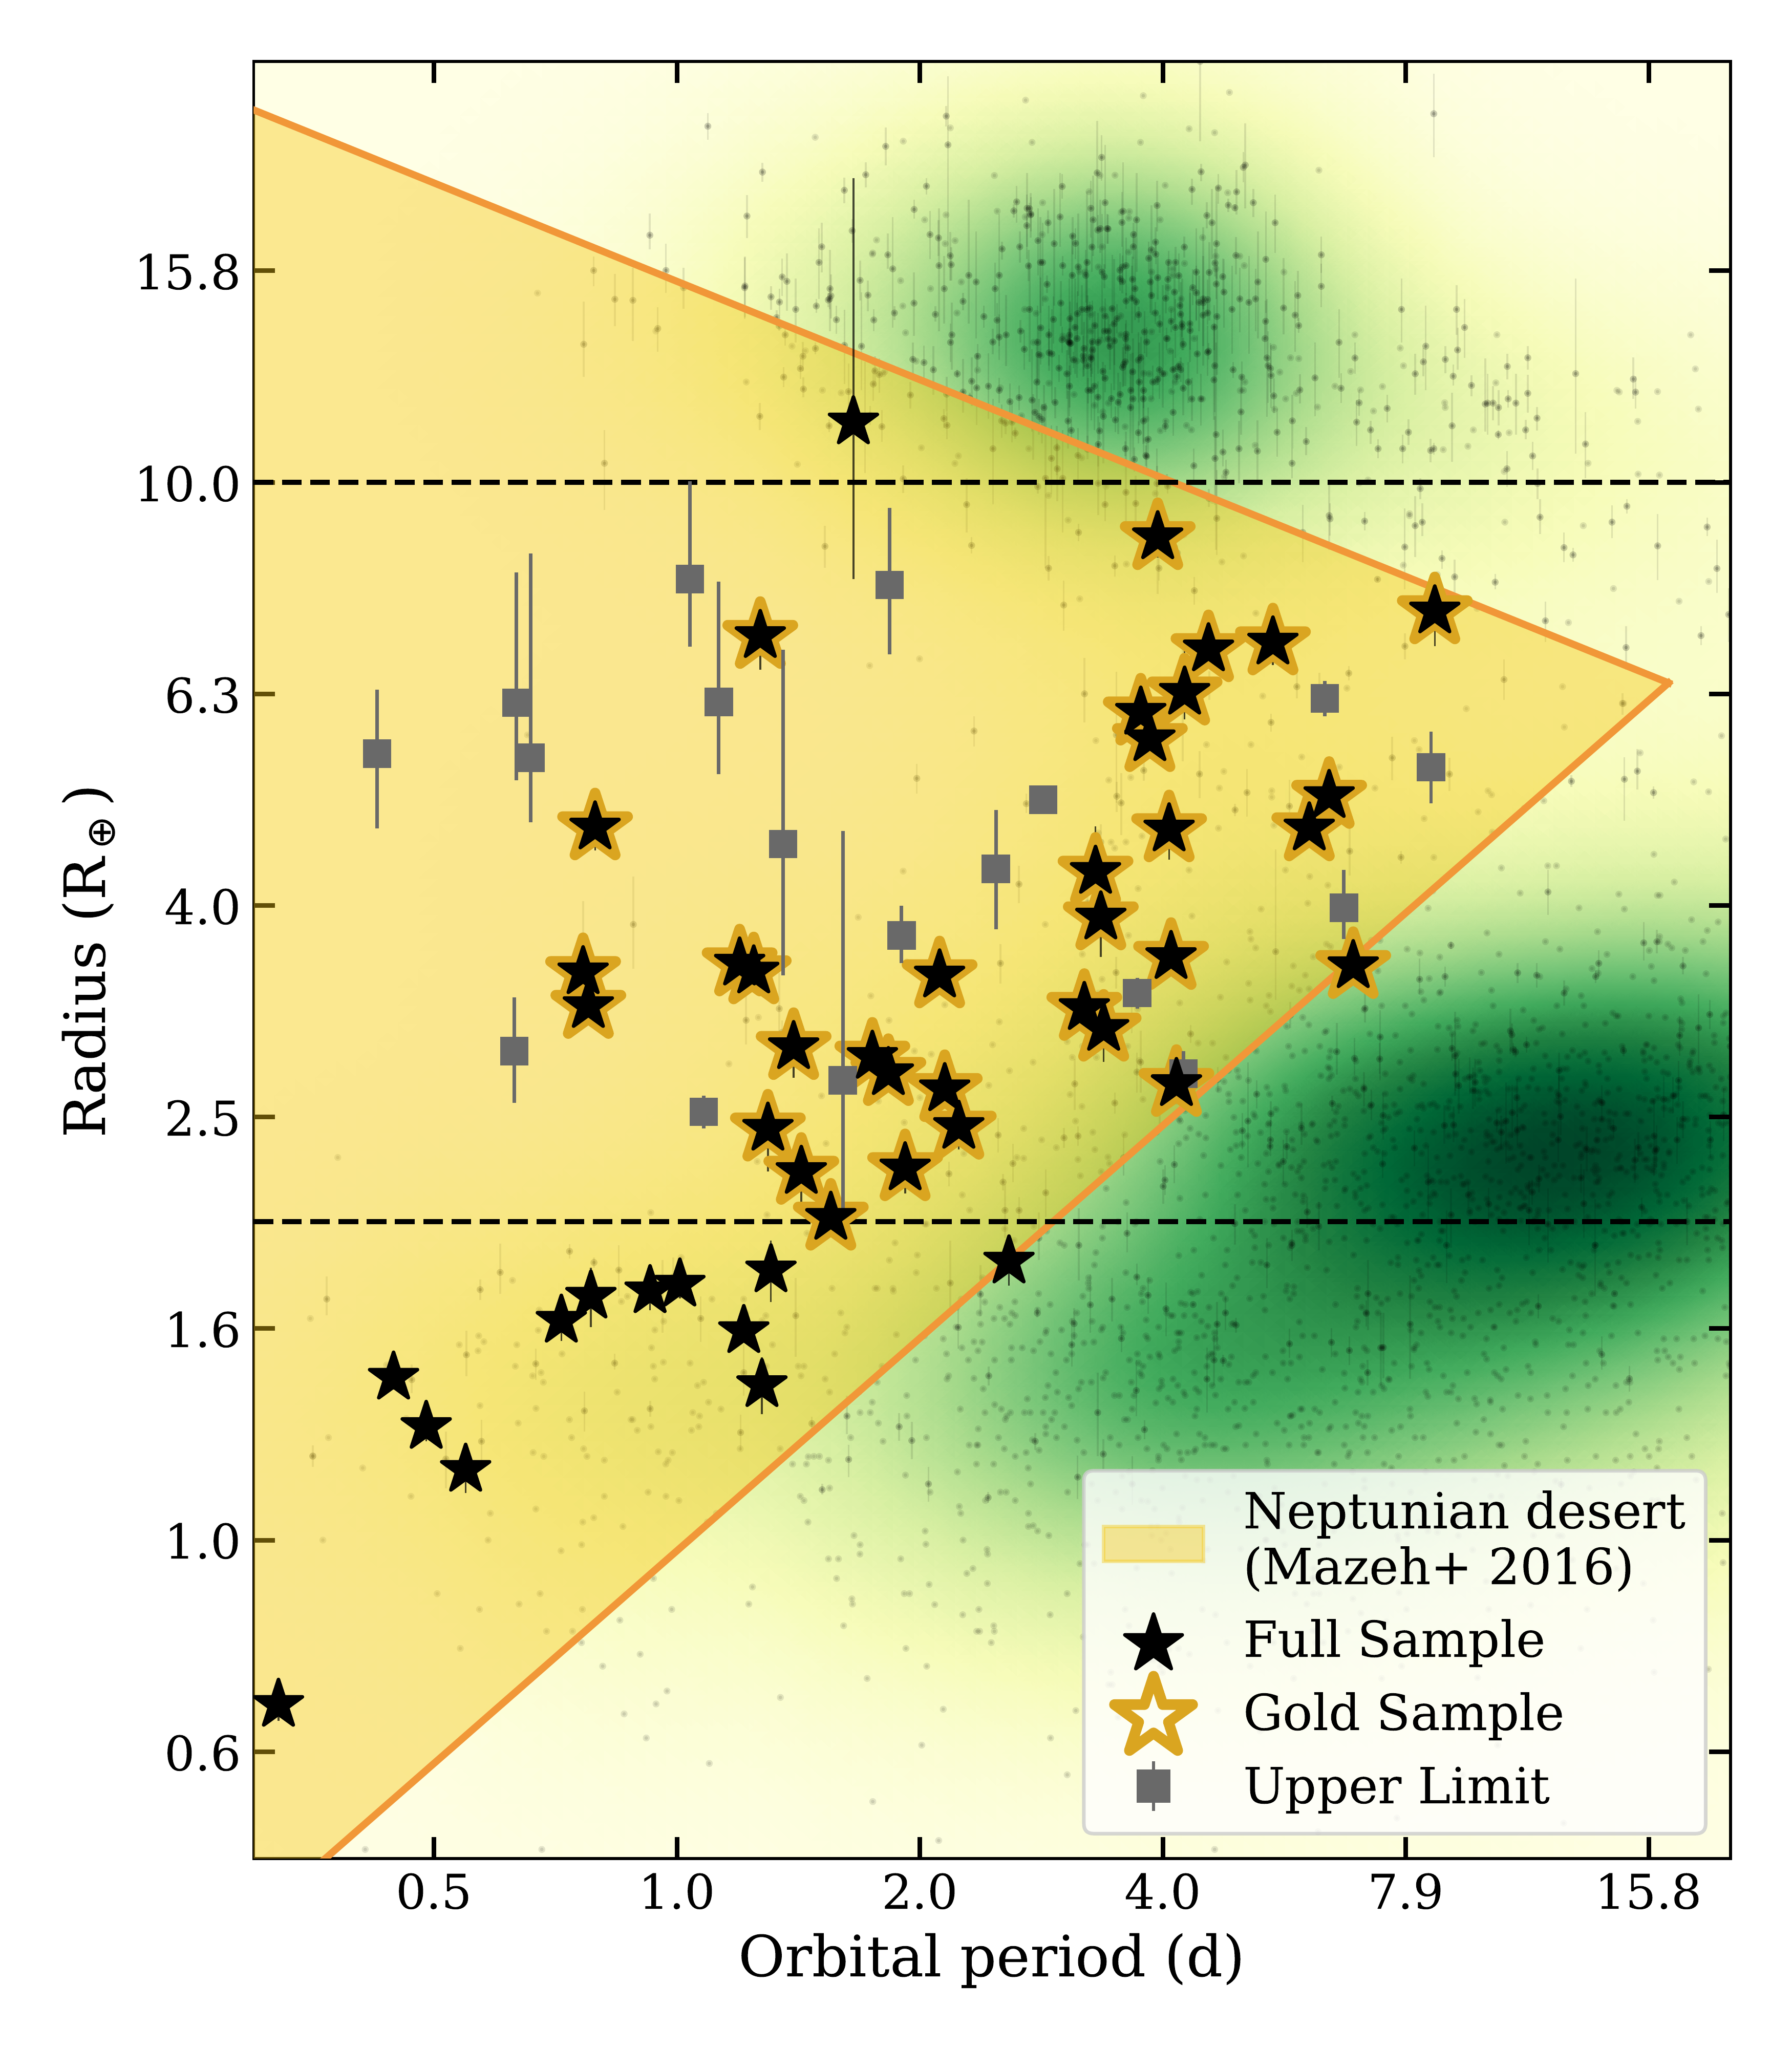 Radius (R⊕)
15.8
10.0
6.3
4.0
2.5
1.6
1.0
0.6
Neptunian desert
(Mazeh+ 2016)
Full Sample
Gold Sample
Upper Limit
0.5 1.0 2.0 4.0 7.9 15.8
Orbital period (d)